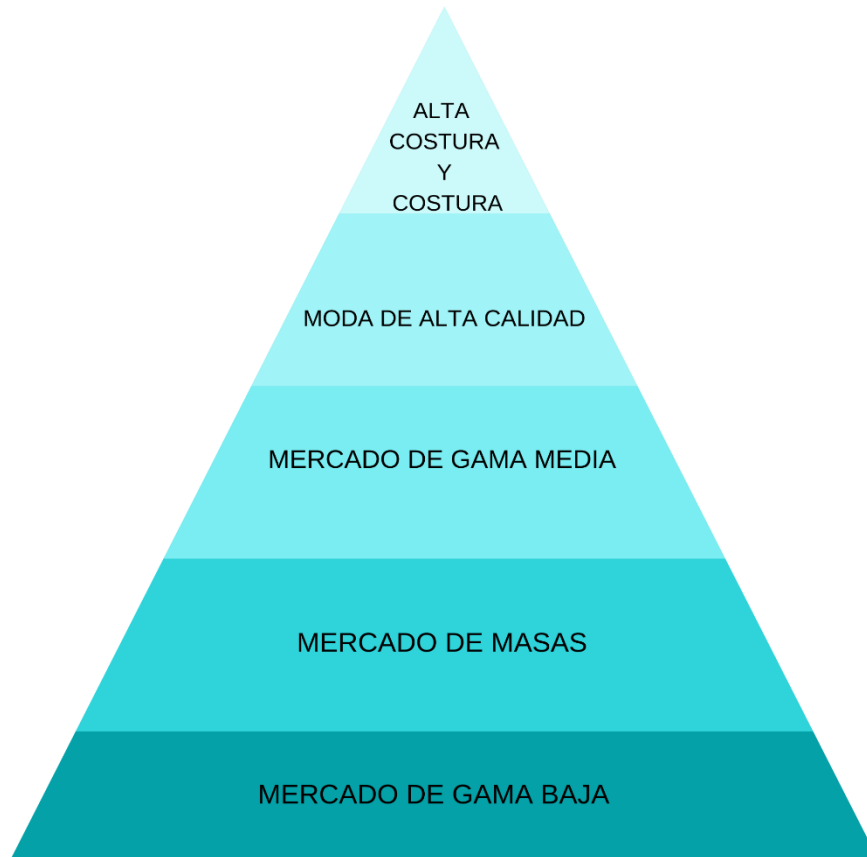 ALTA
COSTURA
Y
COSTURA
MODA DE ALTA CALIDAD
MERCADO DE GAMA MEDIA
MERCADO DE MASAS
MERCADO DE GAMA BAJA